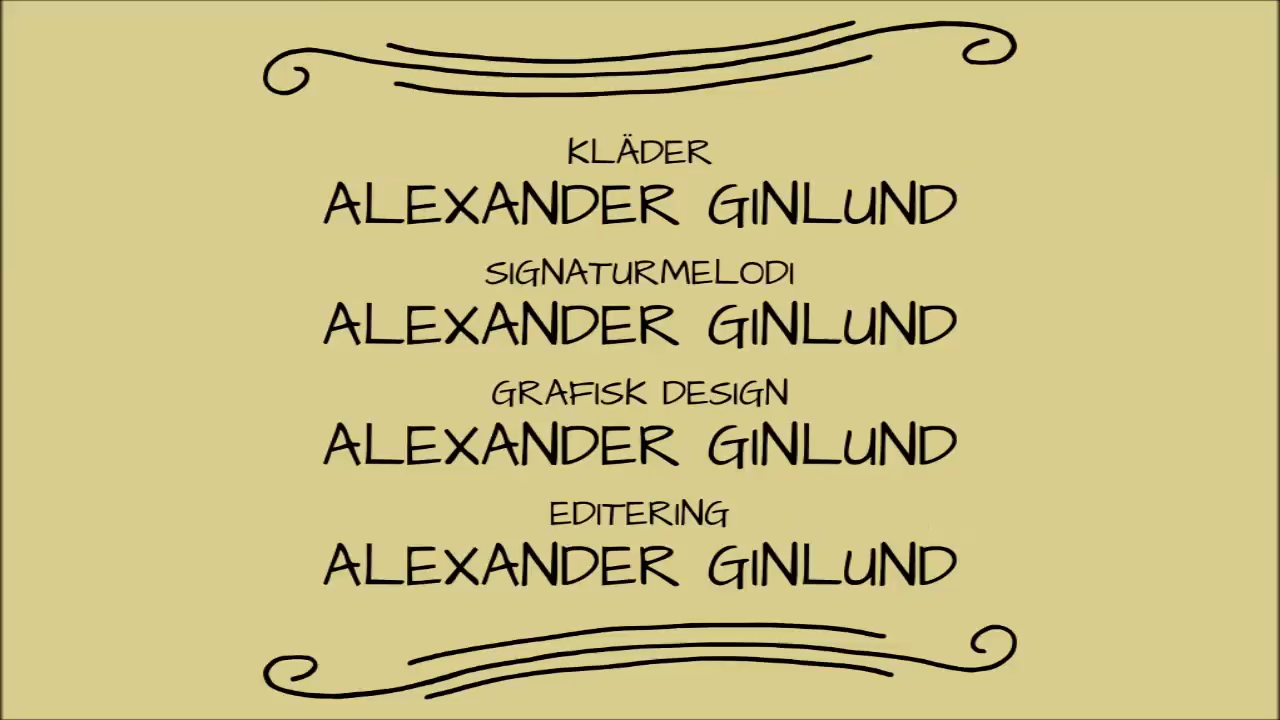 KLÄDER
ALEXANDER GINLUND
SIGNATURMELODI
ALEXANDER GINLUND
GRAFISK DESIGN
ALEXANDER GINLUND
EDITERING
ALEXANDER GINLUND